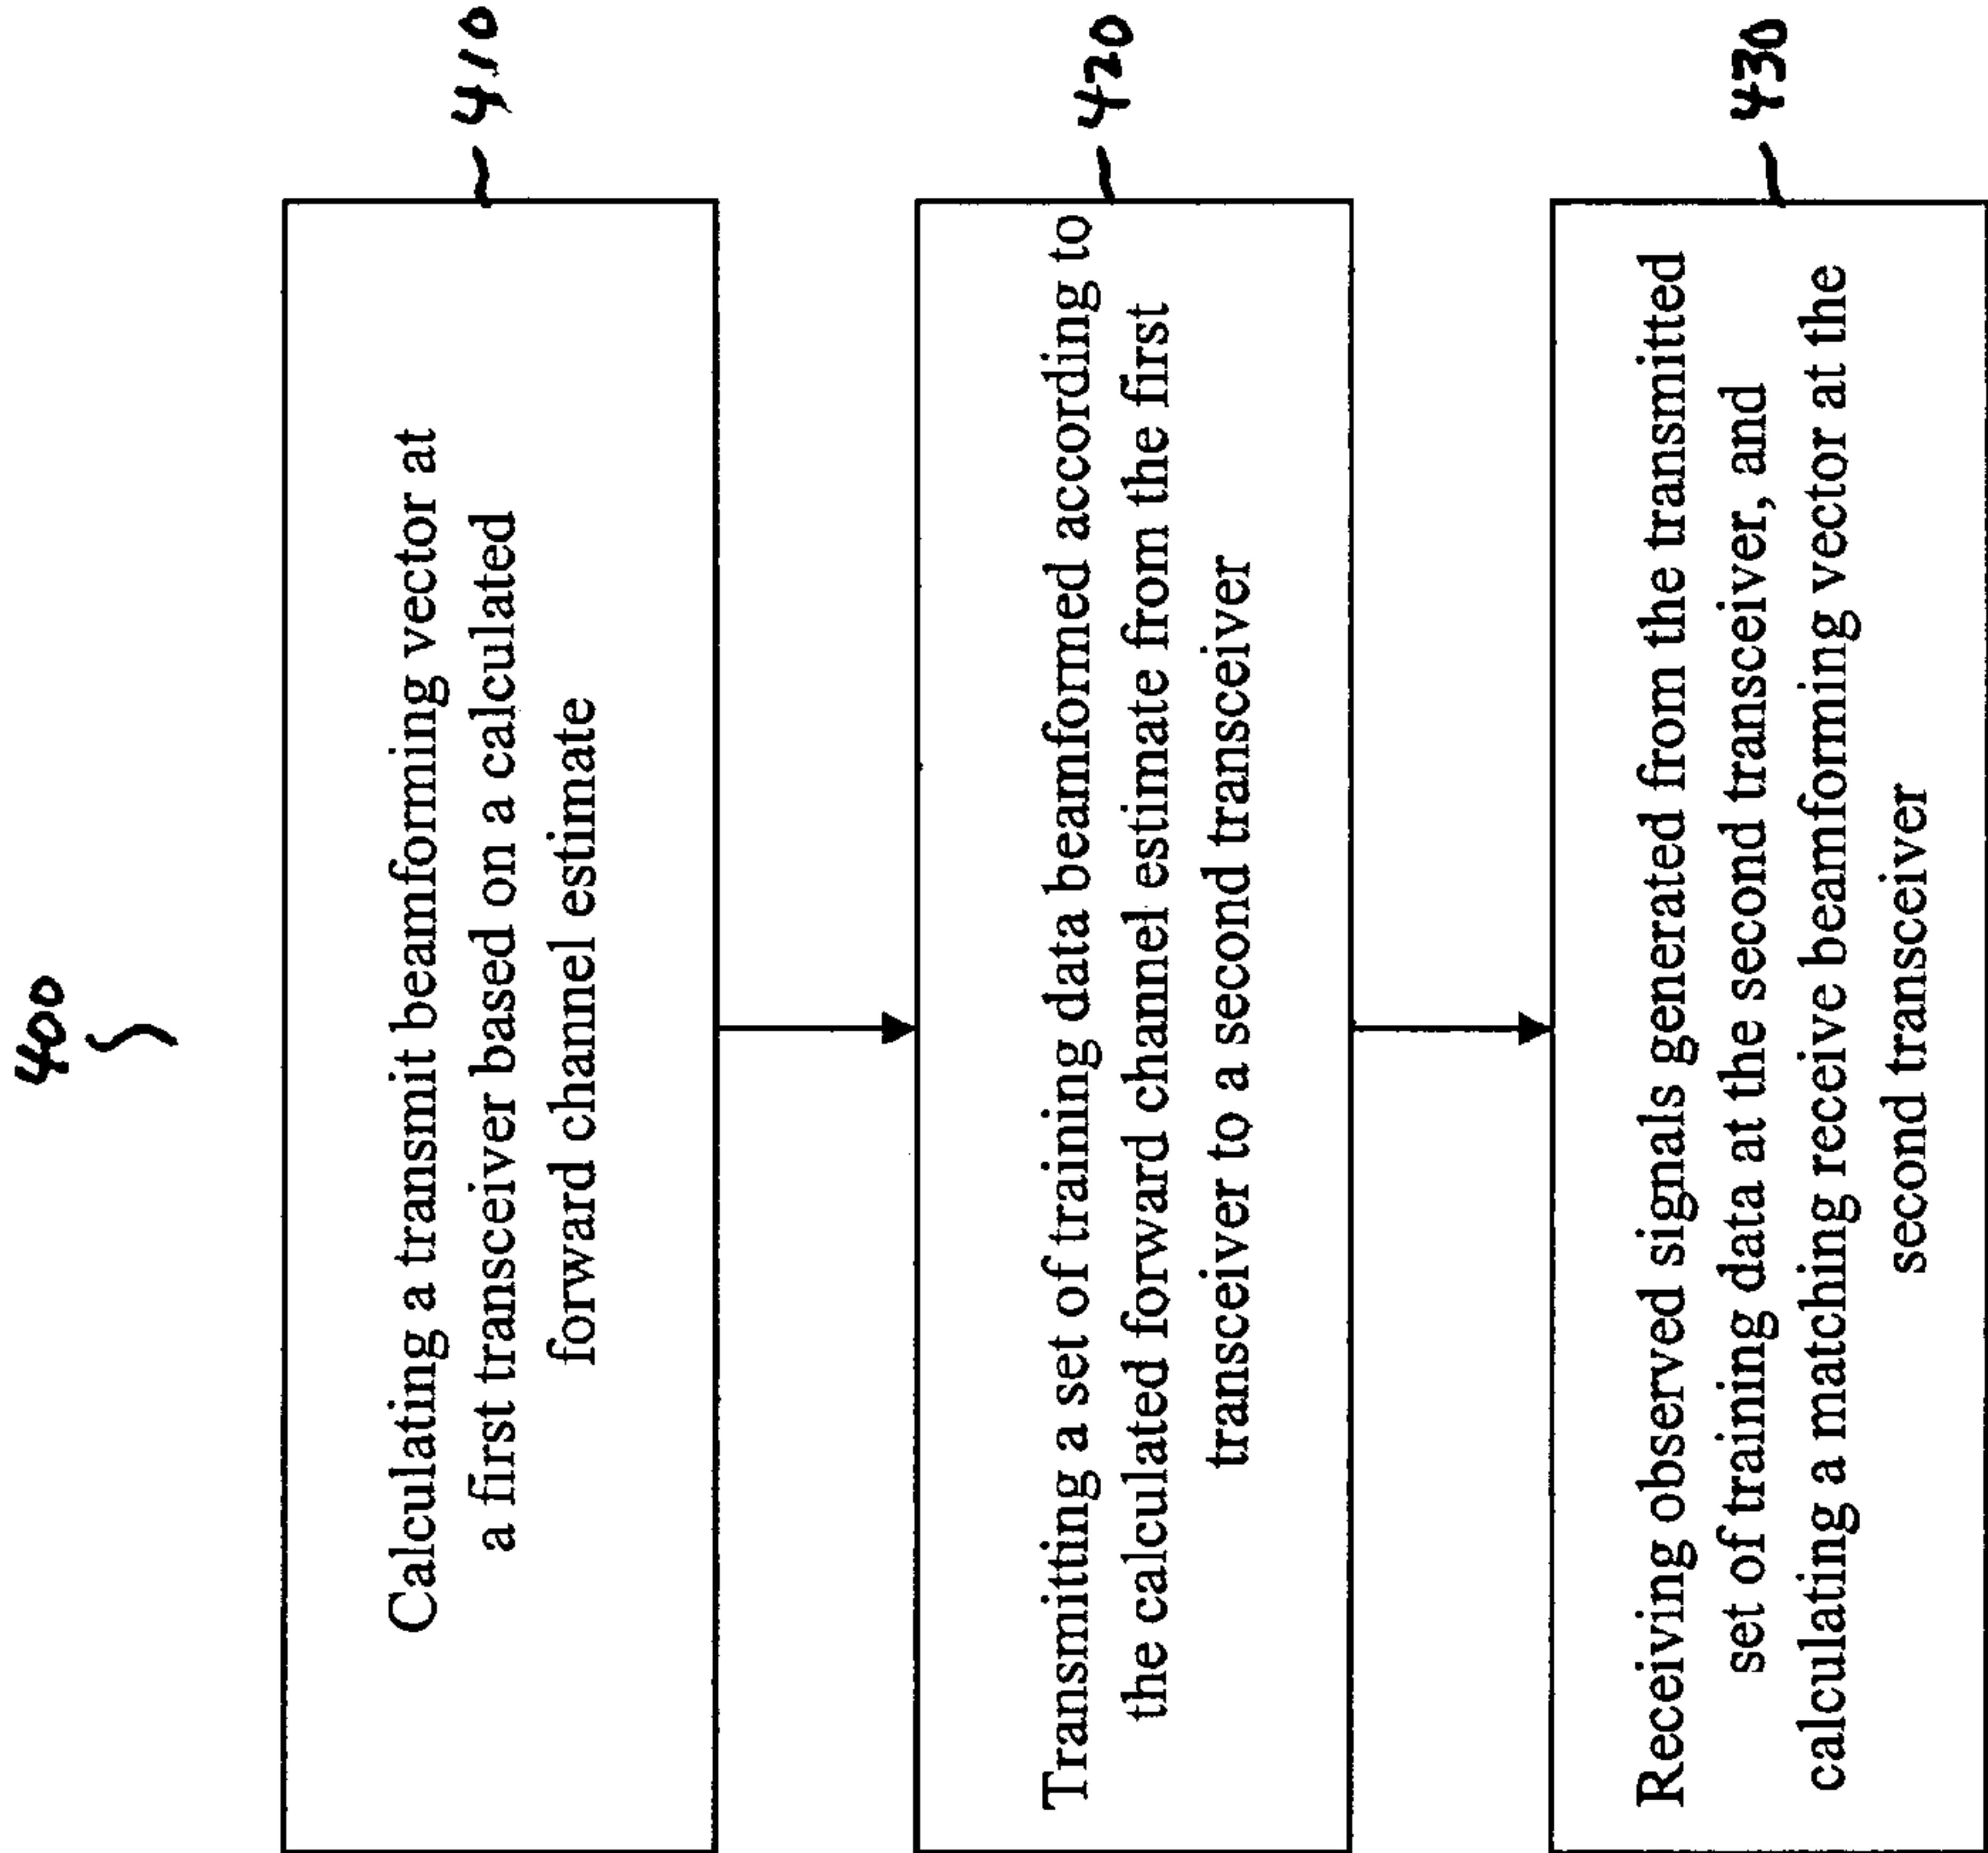 400
Calculating a transmit beamforming vector at
a first transceiver based on a calculated
forward channel estimate
410
Transmitting a set of training data beamformed according to
the calculated forward channel estimate from the first
transceiver to a second transceiver
420
Receiving observed signals generated from the transmitted
set of training data at the second transceiver, and
calculating a matching receive beamforming vector at the
second transceiver
430